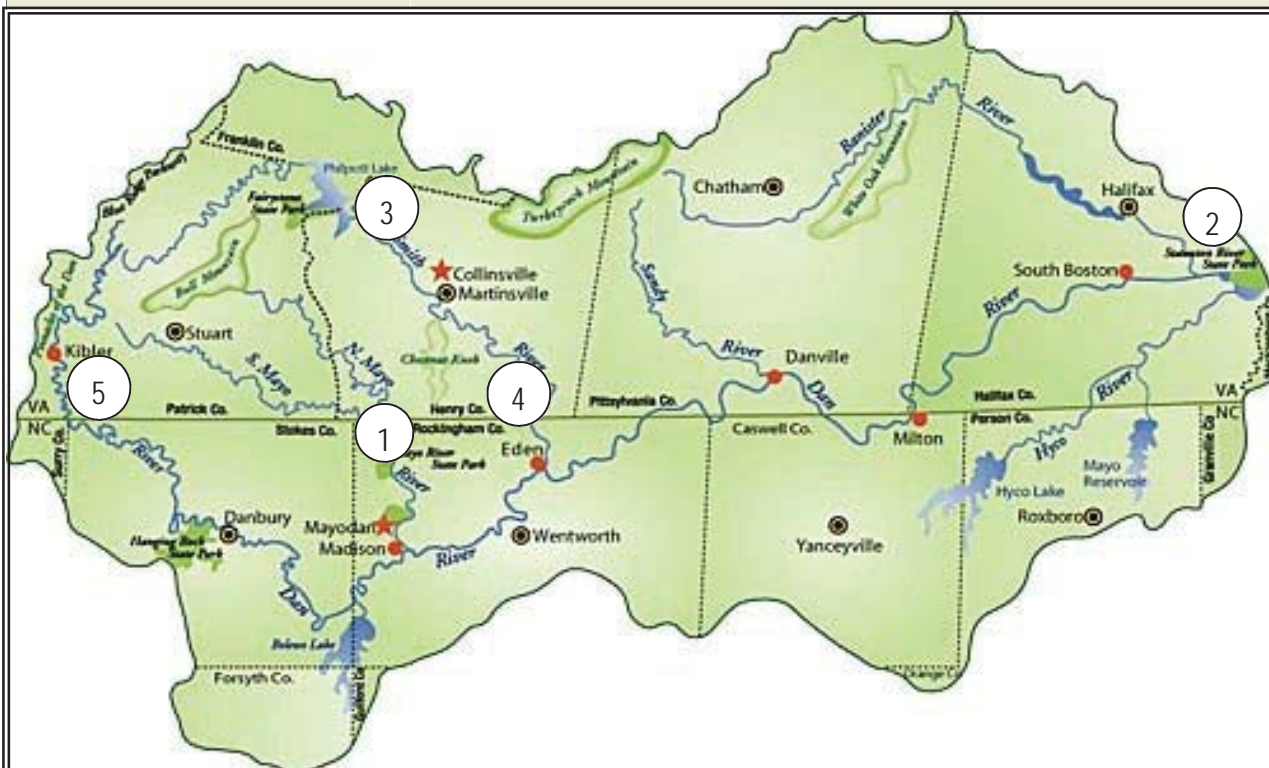 Franklin Co.
Blue Ridge Parkway
Philpott Lake
3
Fairystone
State Park
Smith
River
Collinsville
Martinsville
Turkeycock Mountain
Bull Mountain
Stuart
Kibler
5
S. Mayo
N. Mayo
Chestnut Knob
4
VA
NC
Patrick Co.
Henry Co.
Pittsylvania Co.
Halifax Co.
VA
NC
Chatham
Banister
River
White Oak Mountain
Halifax
2
State Park
South Boston
River
Sandy
River
Danville
Dan
Milton
Surry Co.
Stokes Co.
1
Rockingham Co.
State Park
River
Eden
Caswell Co.
Person Co.
Granville Co
Hyco
River
Mayo
Reservoir
Hyco Lake
Roxboro
River
Danbury
Hanging Rock
State Park
Mayodan
Madison
River
Wentworth
Yanceyville
Dan
Belews Lake
Forsyth Co.
Guilford Co.